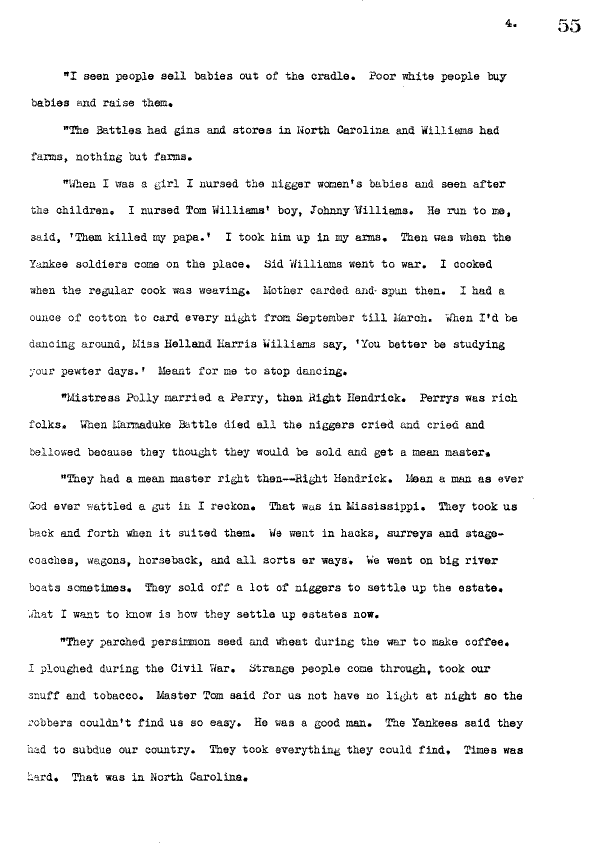 4. 55
"I seen people sell babies out of the cradle. Poor white people buy
babies and raise them.
"The Battles had gins and stores in North Carolina and Williams had
farms, nothing but farms.
"When I was a girl I nursed the nigger women's babies and seen after
the children. I nursed Tom Williams' boy, Johnny Williams. He run to me,
said, 'Them killed my papa.' I took him up in my arms. Then was when the
Yankee soldiers come on the place. Sid Williams went to war. I cooked
when the regular cook was weaving. Mother carded and spun then. I had a
ounce of cotton to card every night from September till March. When I'd be
dancing around, Miss Helland Harris Williams say, 'You better be studying
your pewter days.' Meant for me to stop dancing.
"Mistress Polly married a Perry, then Right Hendrick. Perrys was rich
folks. When Marmaduke Battle died all the niggers cried and cried and
bellowed because they thought they would be sold and get a mean master.
"They had a mean master right then--Right Hendrick. Mean a man as ever
God ever wattled a gut in I reckon. That was in Mississippi. They took us
back and forth when it suited them. We went in hacks, surreys and stage-
coaches, wagons, horseback, and all sorts er ways. We went on big river
boats sometimes. They sold off a lot of niggers to settle up the estate.
What I want to know is how they settle up estates now.
"They parched persimmon seed and wheat during the war to make coffee.
I ploughed during the Civil War. Strange people come through, took our
snuff and tobacco. Master Tom said for us not have no light at night so the
robbers couldn't find us so easy. He was a good man. The Yankees said they
had to subdue our country. They took everything they could find. Times was
hard. That was in North Carolina.